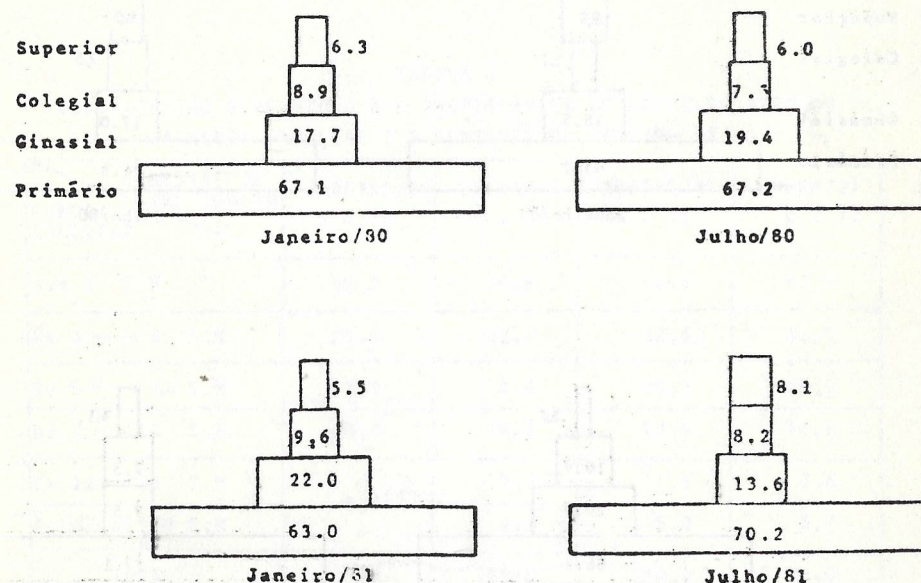 Superior 6.3 6.0
Colegial 8.9
Ginasial 17.7 19.4
Primário 67.1 67.2
Janeiro/80 Julho/80
5.5 8.1
9.6 8.2
22.0 13.6
63.0 70.2
Janeiro/81 Julho/81